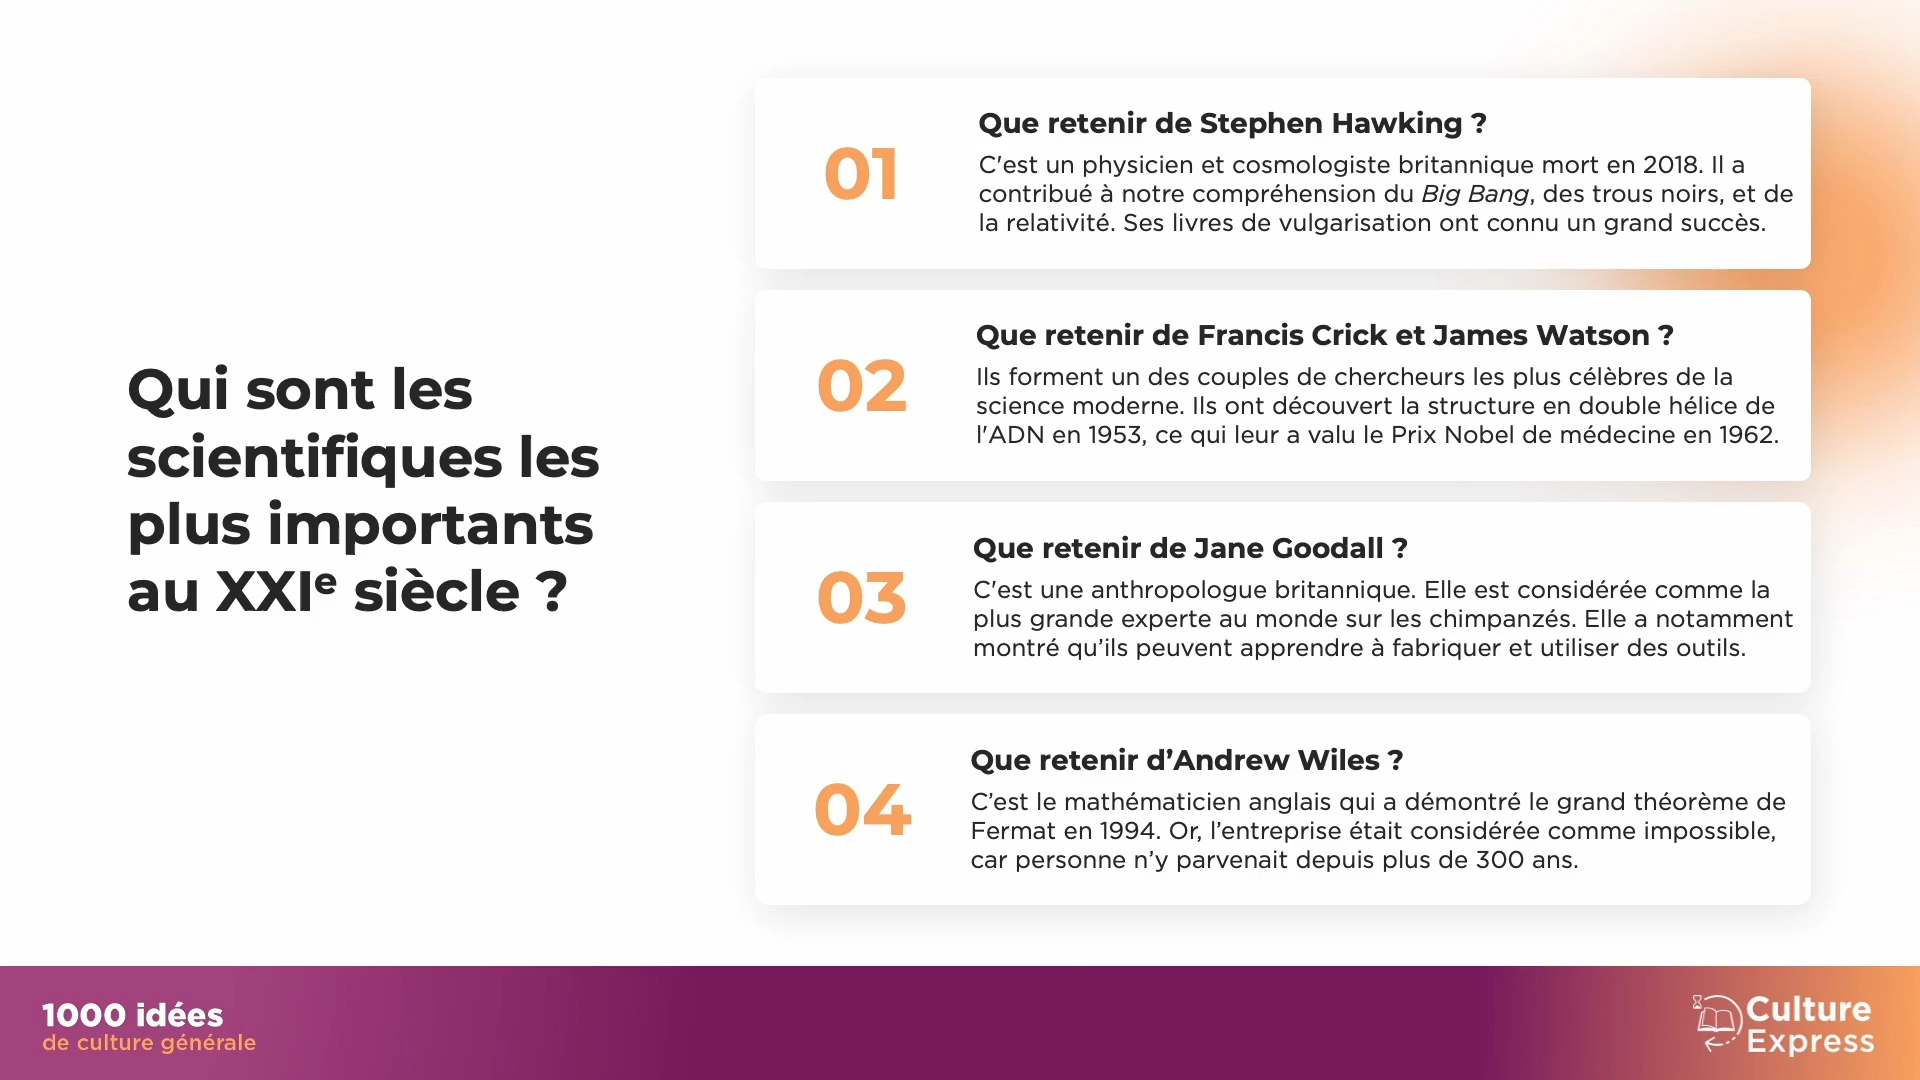 Qui sont les
scientifiques les
plus importants
au XXIe siècle ?
01
Que retenir de Stephen Hawking ?
C'est un physicien et cosmologiste britannique mort en 2018. Il a
contribué à notre compréhension du Big Bang, des trous noirs, et de
la relativité. Ses livres de vulgarisation ont connu un grand succès.
02
Que retenir de Francis Crick et James Watson ?
Ils forment un des couples de chercheurs les plus célèbres de la
science moderne. Ils ont découvert la structure en double hélice de
l'ADN en 1953, ce qui leur a valu le Prix Nobel de médecine en 1962.
03
Que retenir de Jane Goodall ?
C'est une anthropologue britannique. Elle est considérée comme la
plus grande experte au monde sur les chimpanzés. Elle a notamment
montré qu’ils peuvent apprendre à fabriquer et utiliser des outils.
04
Que retenir d’Andrew Wiles ?
C’est le mathématicien anglais qui a démontré le grand théorème de
Fermat en 1994. Or, l’entreprise était considérée comme impossible,
car personne n’y parvenait depuis plus de 300 ans.
1000 idées
de culture générale
Culture
Express